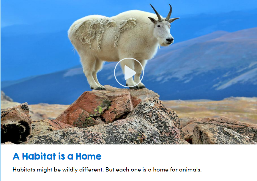 A Habitat is a Home
Habitats might be wildly different. But each one is a home for animals.